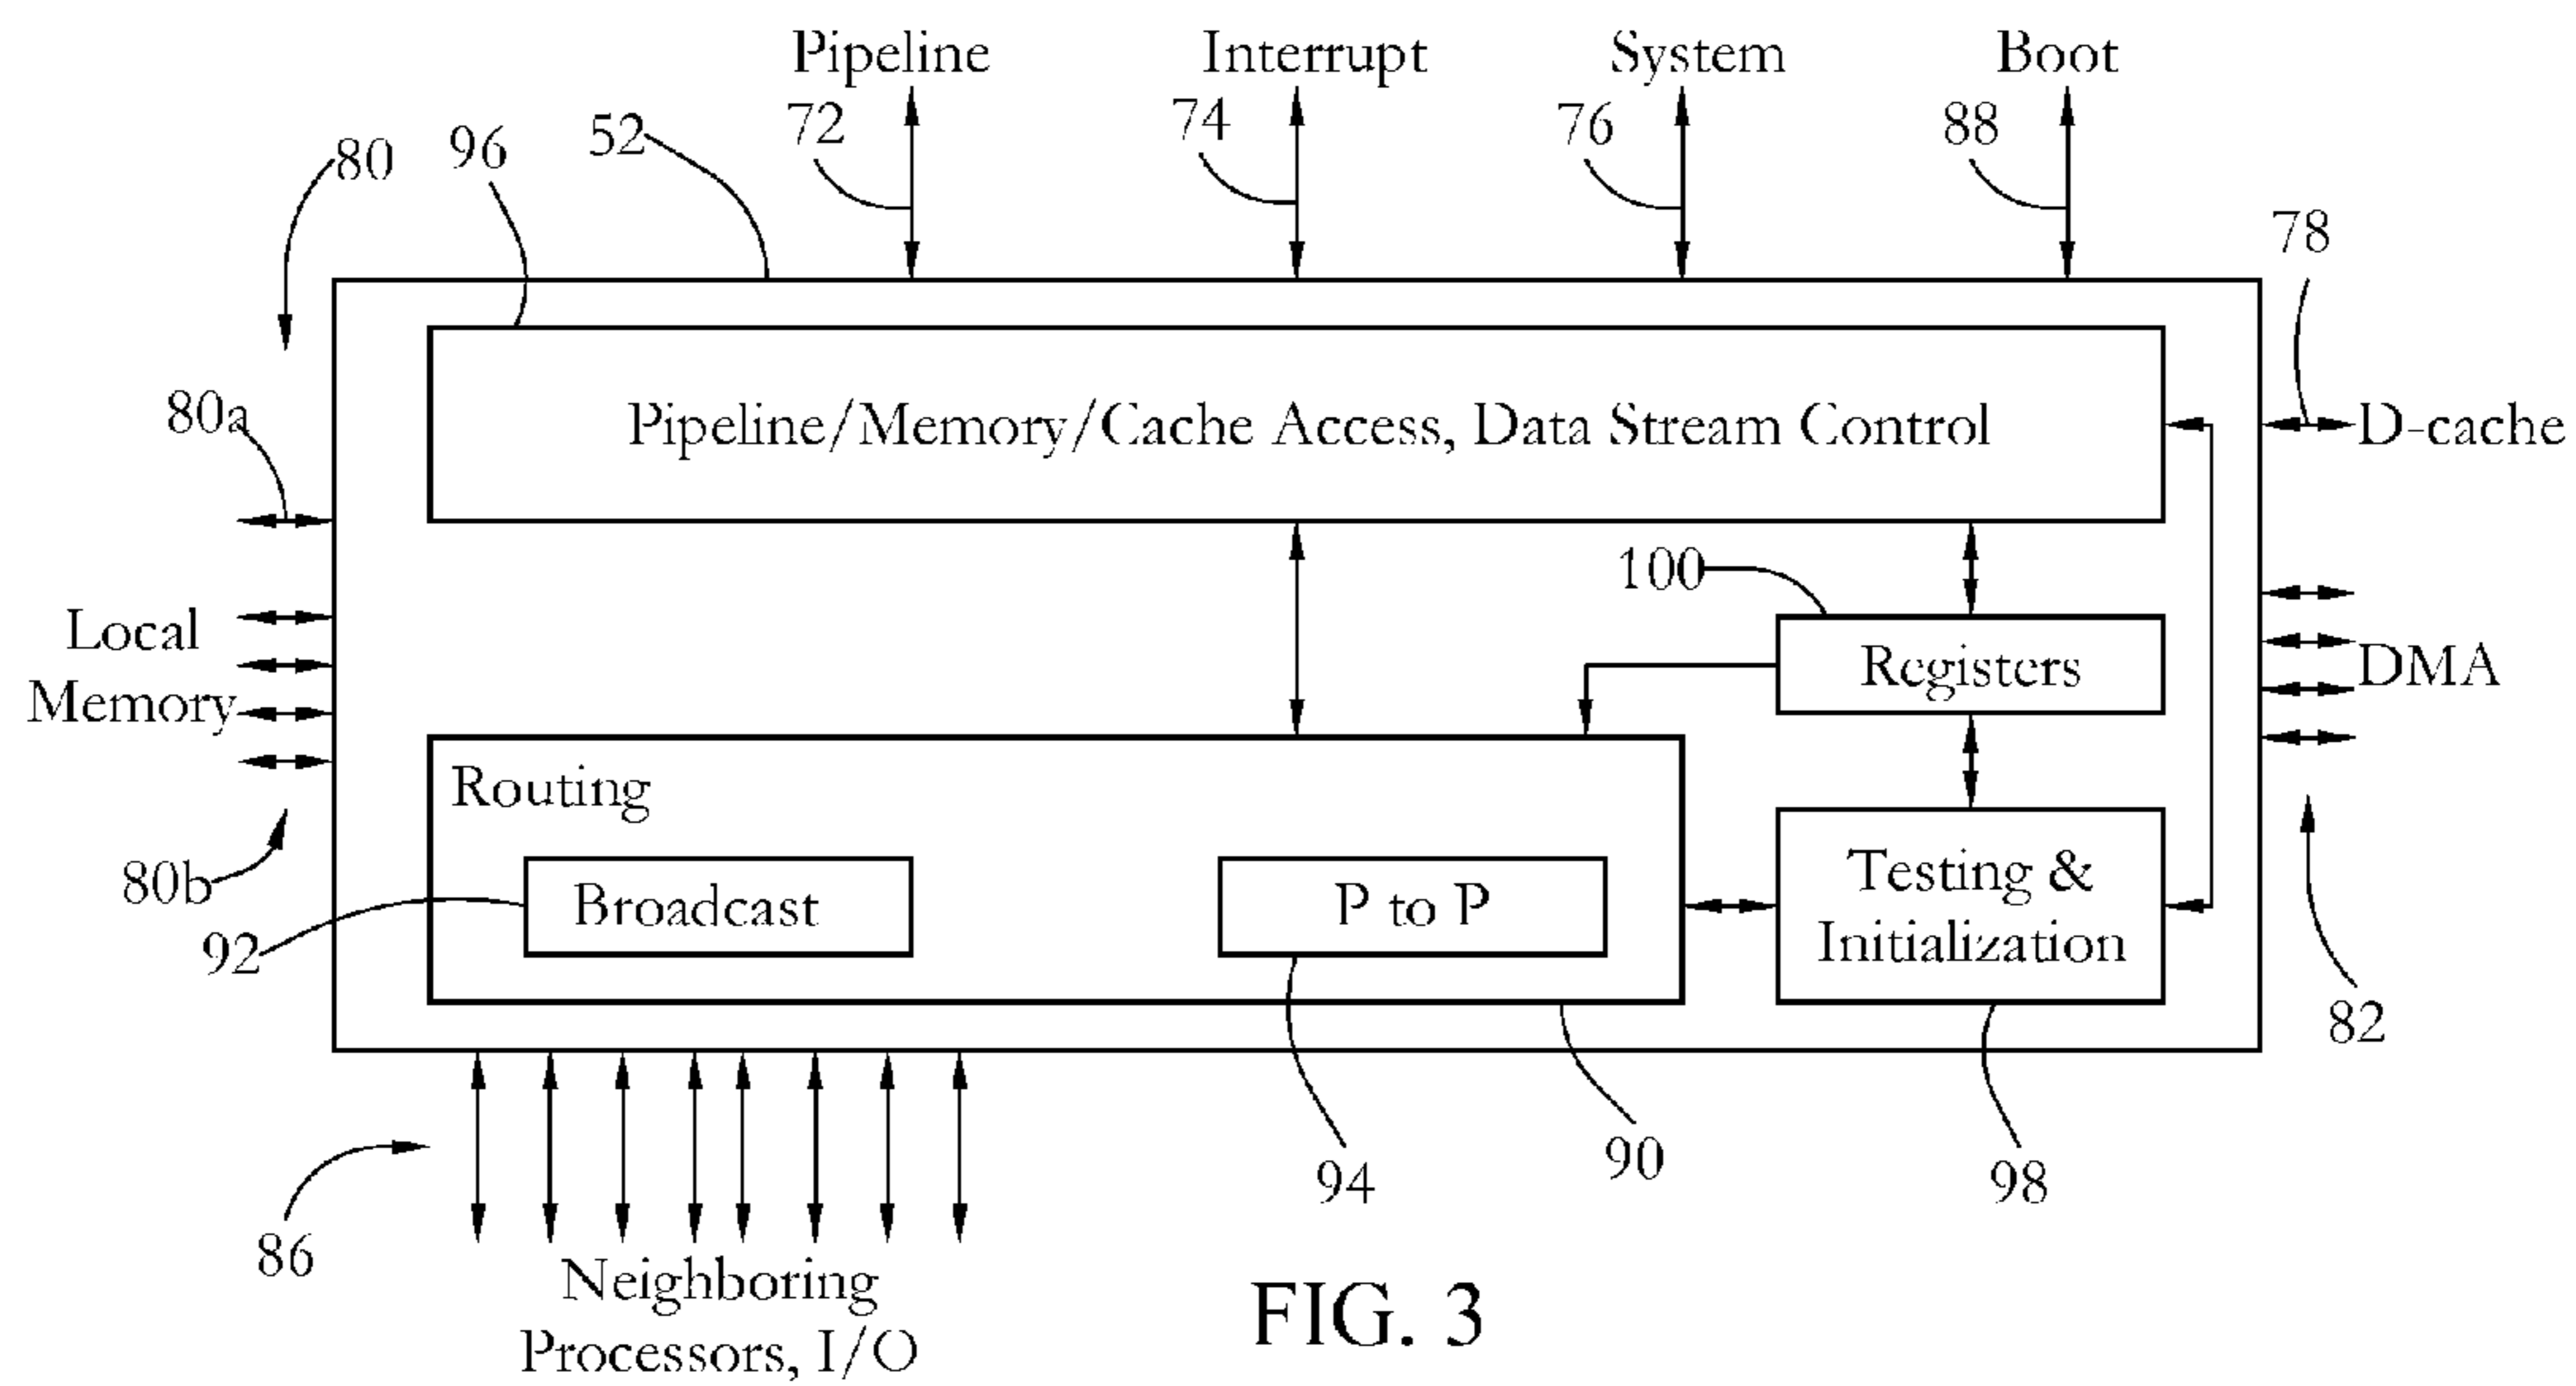 Pipeline
Interrupt
System
Boot
72
74
76
88
80
96
52
78
80a
Pipeline/Memory/Cache Access, Data Stream Control
D-cache
100
Local
Memory
Registers
DMA
Routing
80b
Broadcast
P to P
Testing &
Initialization
92
82
90
94
98
86
Neighboring
Processors, I/O
FIG. 3